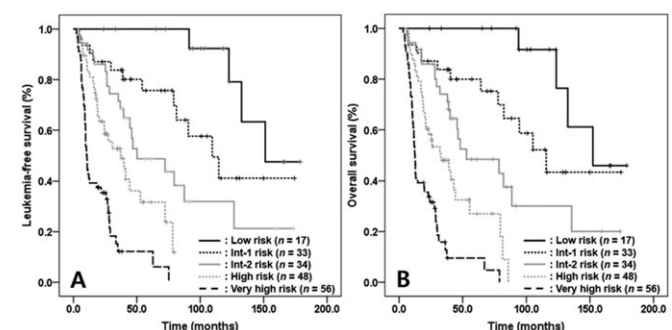 1.0
0.8
0.6
0.4
0.2
0.0
Leukemia-free survival (%)
A
: Low risk (n = 17)
: Int-1 risk (n = 33)
: Int-2 risk (n = 34)
: High risk (n = 48)
: Very high risk (n = 56)
0.0 50.0 100.0 150.0 200.0
Time (months)
1.0
0.8
0.6
0.4
0.2
0.0
Overall survival (%)
B
: Low risk (n = 17)
: Int-1 risk (n = 33)
: Int-2 risk (n = 34)
: High risk (n = 48)
: Very high risk (n = 56)
0.0 50.0 100.0 150.0 200.0
Time (months)